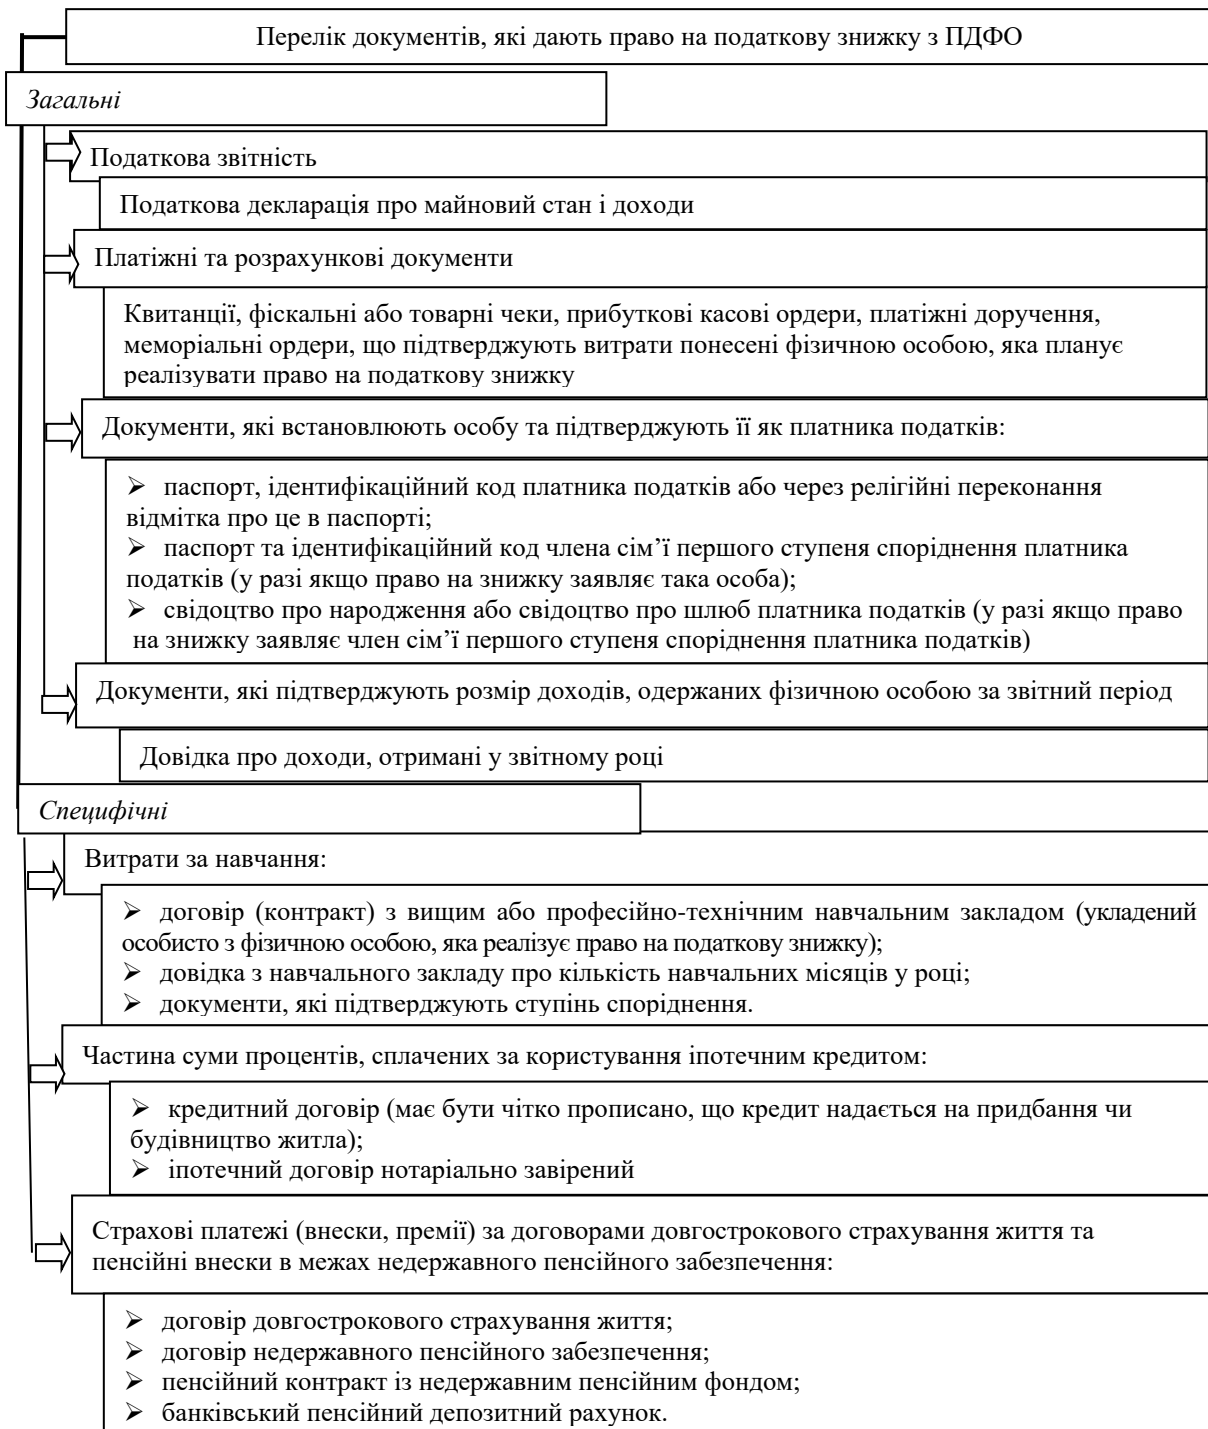 Перелік документів, які дають право на податкову знижку з ПДФО
Загальні
Податкова звітність
Податкова декларація про майновий стан і доходи
Платіжні та розрахункові документи
Квитанції, фіскальні або товарні чеки, прибуткові касові ордери, платіжні доручення,
меморіальні ордери, що підтверджують витрати понесені фізичною особою, яка планує
реалізувати право на податкову знижку
Документи, які встановлюють особу та підтверджують її як платника податків:
➢ паспорт, ідентифікаційний код платника податків або через релігійні переконання
відмітка про це в паспорті;
➢ паспорт та ідентифікаційний код члена сім’ї першого ступеня споріднення платника
податків (у разі якщо право на знижку заявляє така особа);
➢ свідоцтво про народження або свідоцтво про шлюб платника податків (у разі якщо право
на знижку заявляє член сім’ї першого ступеня споріднення платника податків)
Документи, які підтверджують розмір доходів, одержаних фізичною особою за звітний період
Довідка про доходи, отримані у звітному році
Специфічні
Витрати за навчання:
➢ договір (контракт) з вищим або професійно-технічним навчальним закладом (укладений
особисто з фізичною особою, яка реалізує право на податкову знижку);
➢ довідка з навчального закладу про кількість навчальних місяців у році;
➢ документи, які підтверджують ступінь споріднення.
Частина суми процентів, сплачених за користування іпотечним кредитом:
➢ кредитний договір (має бути чітко прописано, що кредит надається на придбання чи
будівництво житла);
➢ іпотечний договір нотаріально завірений
Страхові платежі (внески, премії) за договорами довгострокового страхування життя та
пенсійні внески в межах недержавного пенсійного забезпечення:
➢ договір довгострокового страхування життя;
➢ договір недержавного пенсійного забезпечення;
➢ пенсійний контракт із недержавним пенсійним фондом;
➢ банківський пенсійний депозитний рахунок.